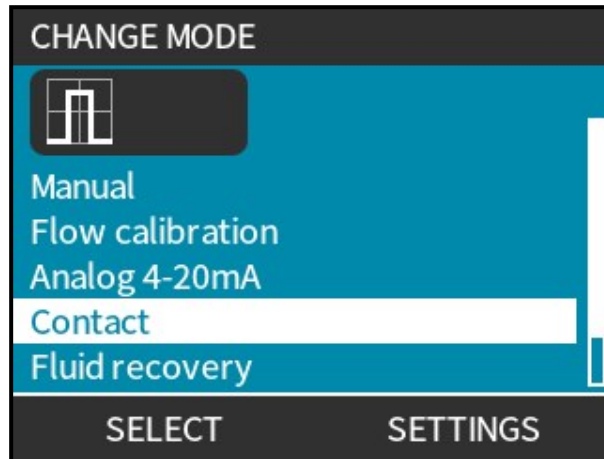 CHANGE MODE
Manual
Flow calibration
Analog 4-20mA
Contact
Fluid recovery
SELECT SETTINGS